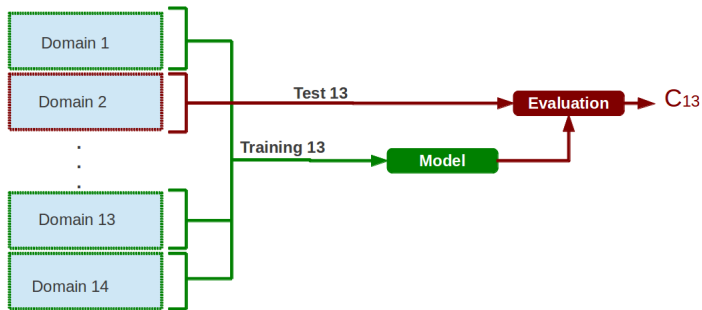 Domain 1
Domain 2
Test 13
Evaluation
C13
.
.
.
Training 13
Model
Domain 13
Domain 14